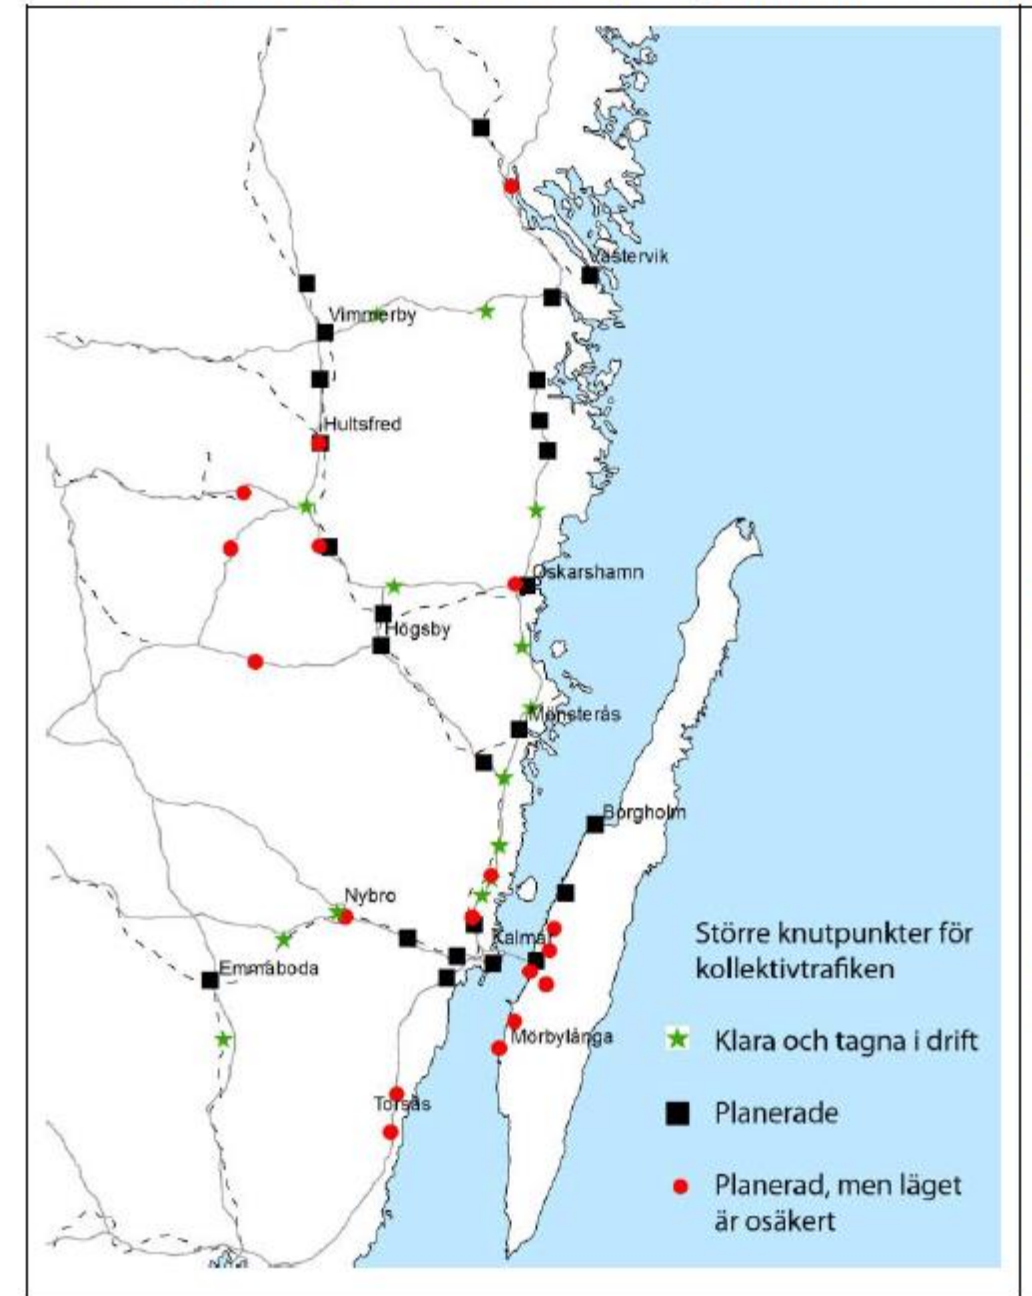 Västervik
Vimmerby
Hultsfred
Oskarshamn
Högsby
Mönsterås
Borgholm
Nybro
Kalmar
Emmaboda
Mörbylånga
Torsås
Större knutpunkter för
kollektivtrafiken
Klara och tagna i drift
Planerade
Planerad, men läget
är osäkert